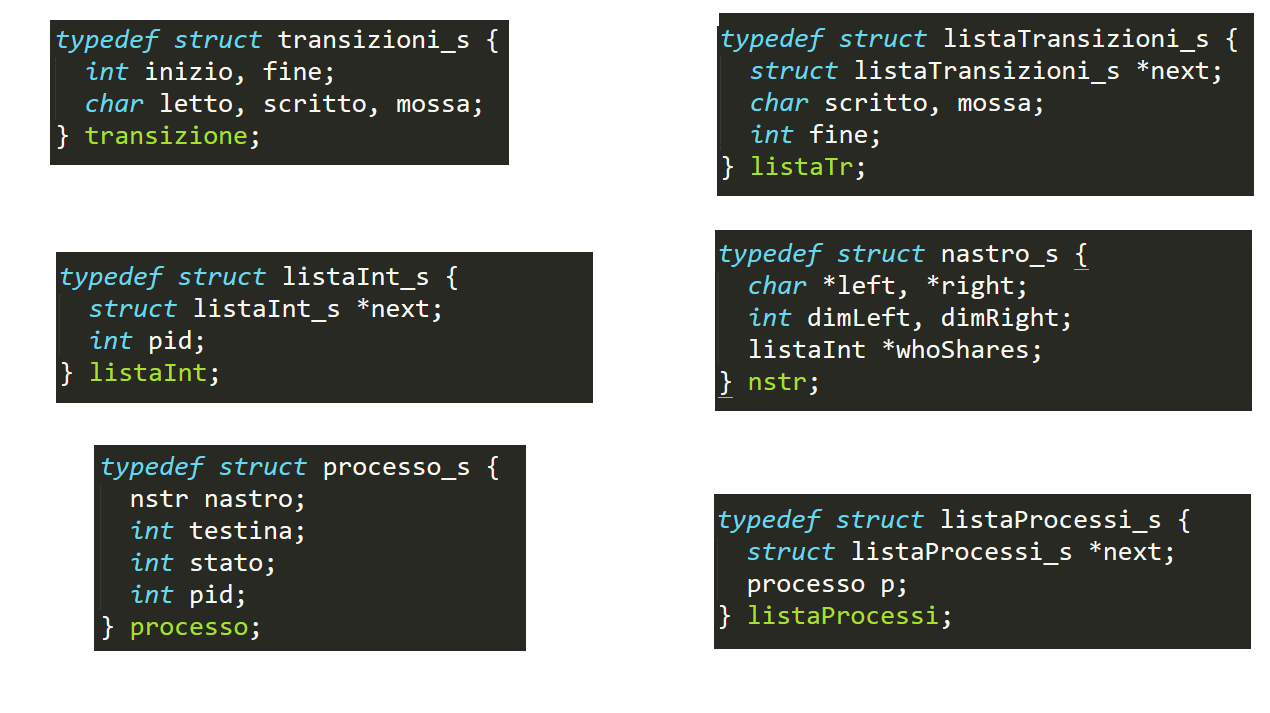 typedef struct transizioni_s {
int inizio, fine;
char letto, scritto, mossa;
} transizione;
typedef struct listaTransizioni_s {
struct listaTransizioni_s *next;
char scritto, mossa;
int fine;
} listaTr;
typedef struct listaInt_s {
struct listaInt_s *next;
int pid;
} listaInt;
typedef struct nastro_s {
char *left, *right;
int dimLeft, dimRight;
listaInt *whoShares;
} nstr;
typedef struct processo_s {
nstr nastro;
int testina;
int stato;
int pid;
} processo;
typedef struct listaProcessi_s {
struct listaProcessi_s *next;
processo p;
} listaProcessi;